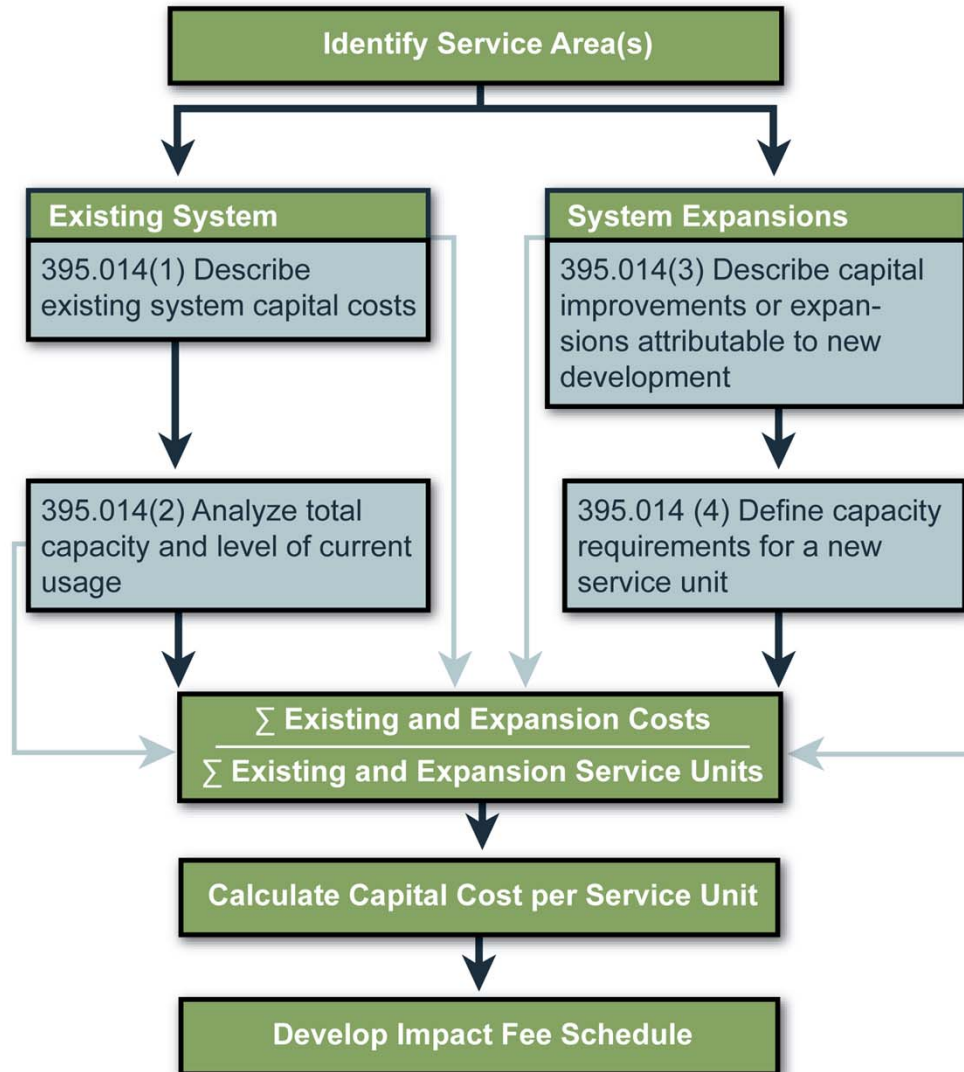 Identify Service Area(s)
Existing System
395.014(1) Describe
existing system capital costs
395.014(2) Analyze total
capacity and level of current
usage
System Expansions
395.014(3) Describe capital
improvements or expan-
sions attributable to new
development
395.014 (4) Define capacity
requirements for a new
service unit
∑ Existing and Expansion Costs
∑ Existing and Expansion Service Units
Calculate Capital Cost per Service Unit
Develop Impact Fee Schedule